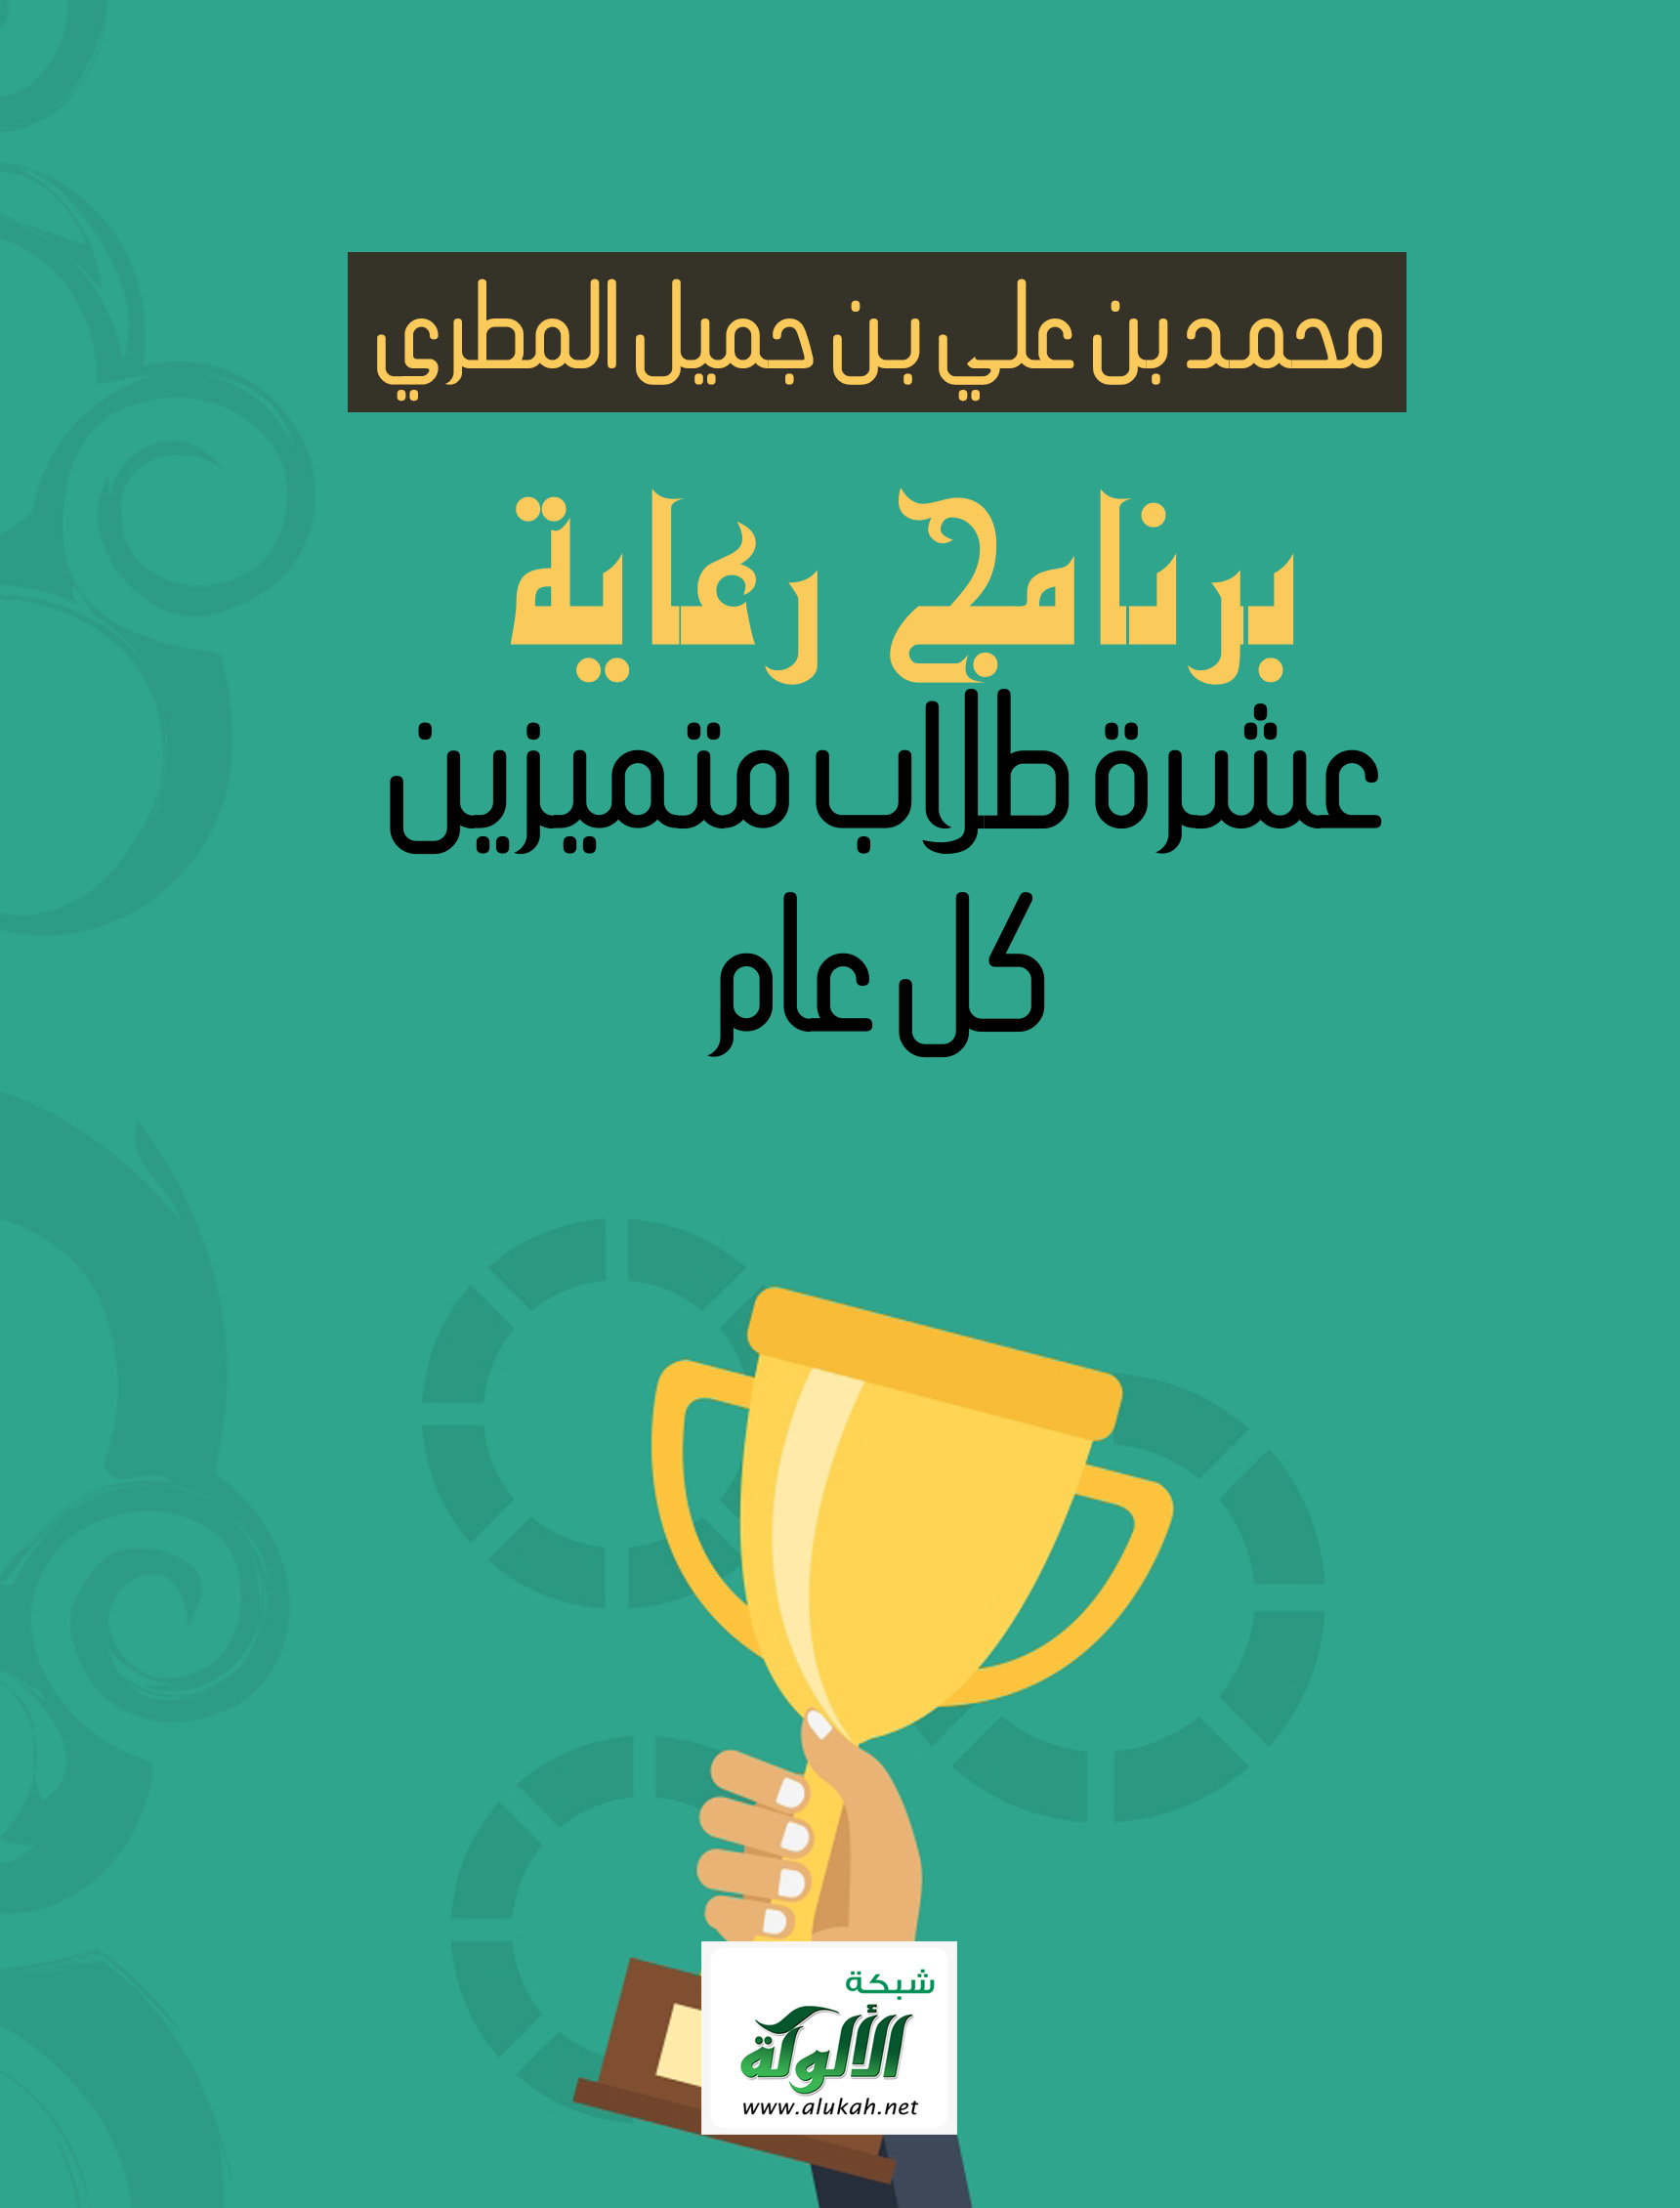 محمد بن علي بن جميل المطري
برنامج رعاية
عشرة طلاب متميزين
كل عام
شبكة
الألوكة
www.alukah.net